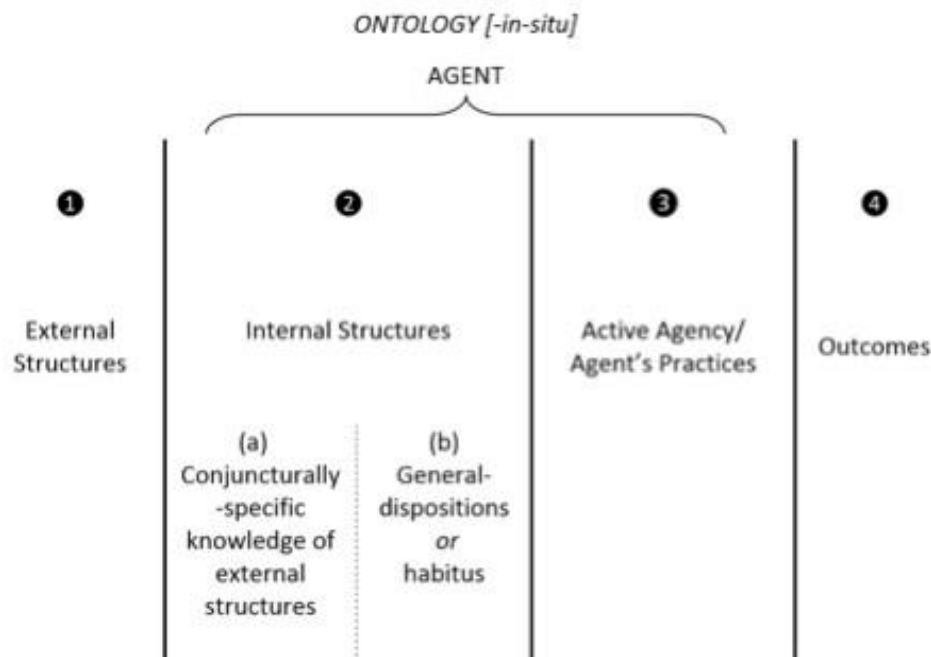 ONTOLOGY [-in-situ]
AGENT
❶
❷
❸
❹
External
Structures
Internal Structures
Active Agency/
Agent's Practices
Outcomes
(a)
Conjuncturally
-specific
knowledge of
external
structures
(b)
General-
dispositions
or
habitus